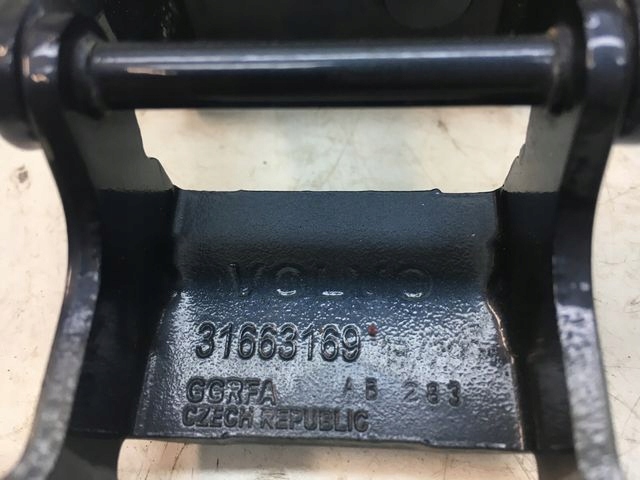 VOLVO
31663169
GGRFA AB 283
CZECH REPUBLIC